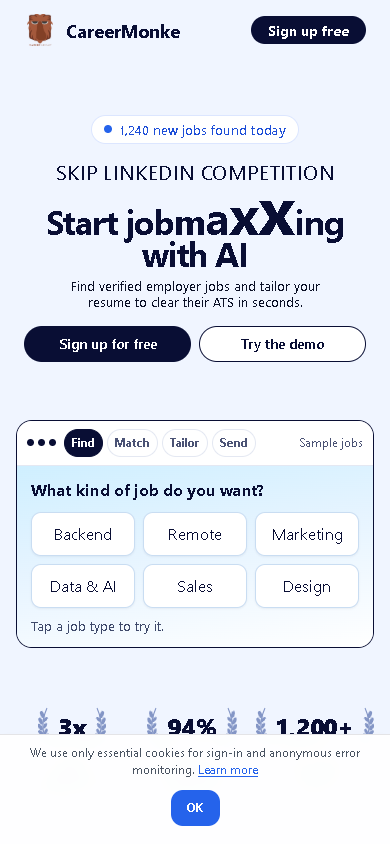 CareerMonke
Sign up free
1,240 new jobs found today
SKIP LINKEDIN COMPETITION
Start jobmaxXing
with AI
Find verified employer jobs and tailor your
resume to clear their ATS in seconds.
Sign up for free
Try the demo
Find
Match
Tailor
Send
Sample jobs
What kind of job do you want?
Backend
Remote
Marketing
Data & AI
Sales
Design
Tap a job type to try it.
3x
94%
1,200+
We use only essential cookies for sign-in and anonymous error
monitoring. Learn more
OK